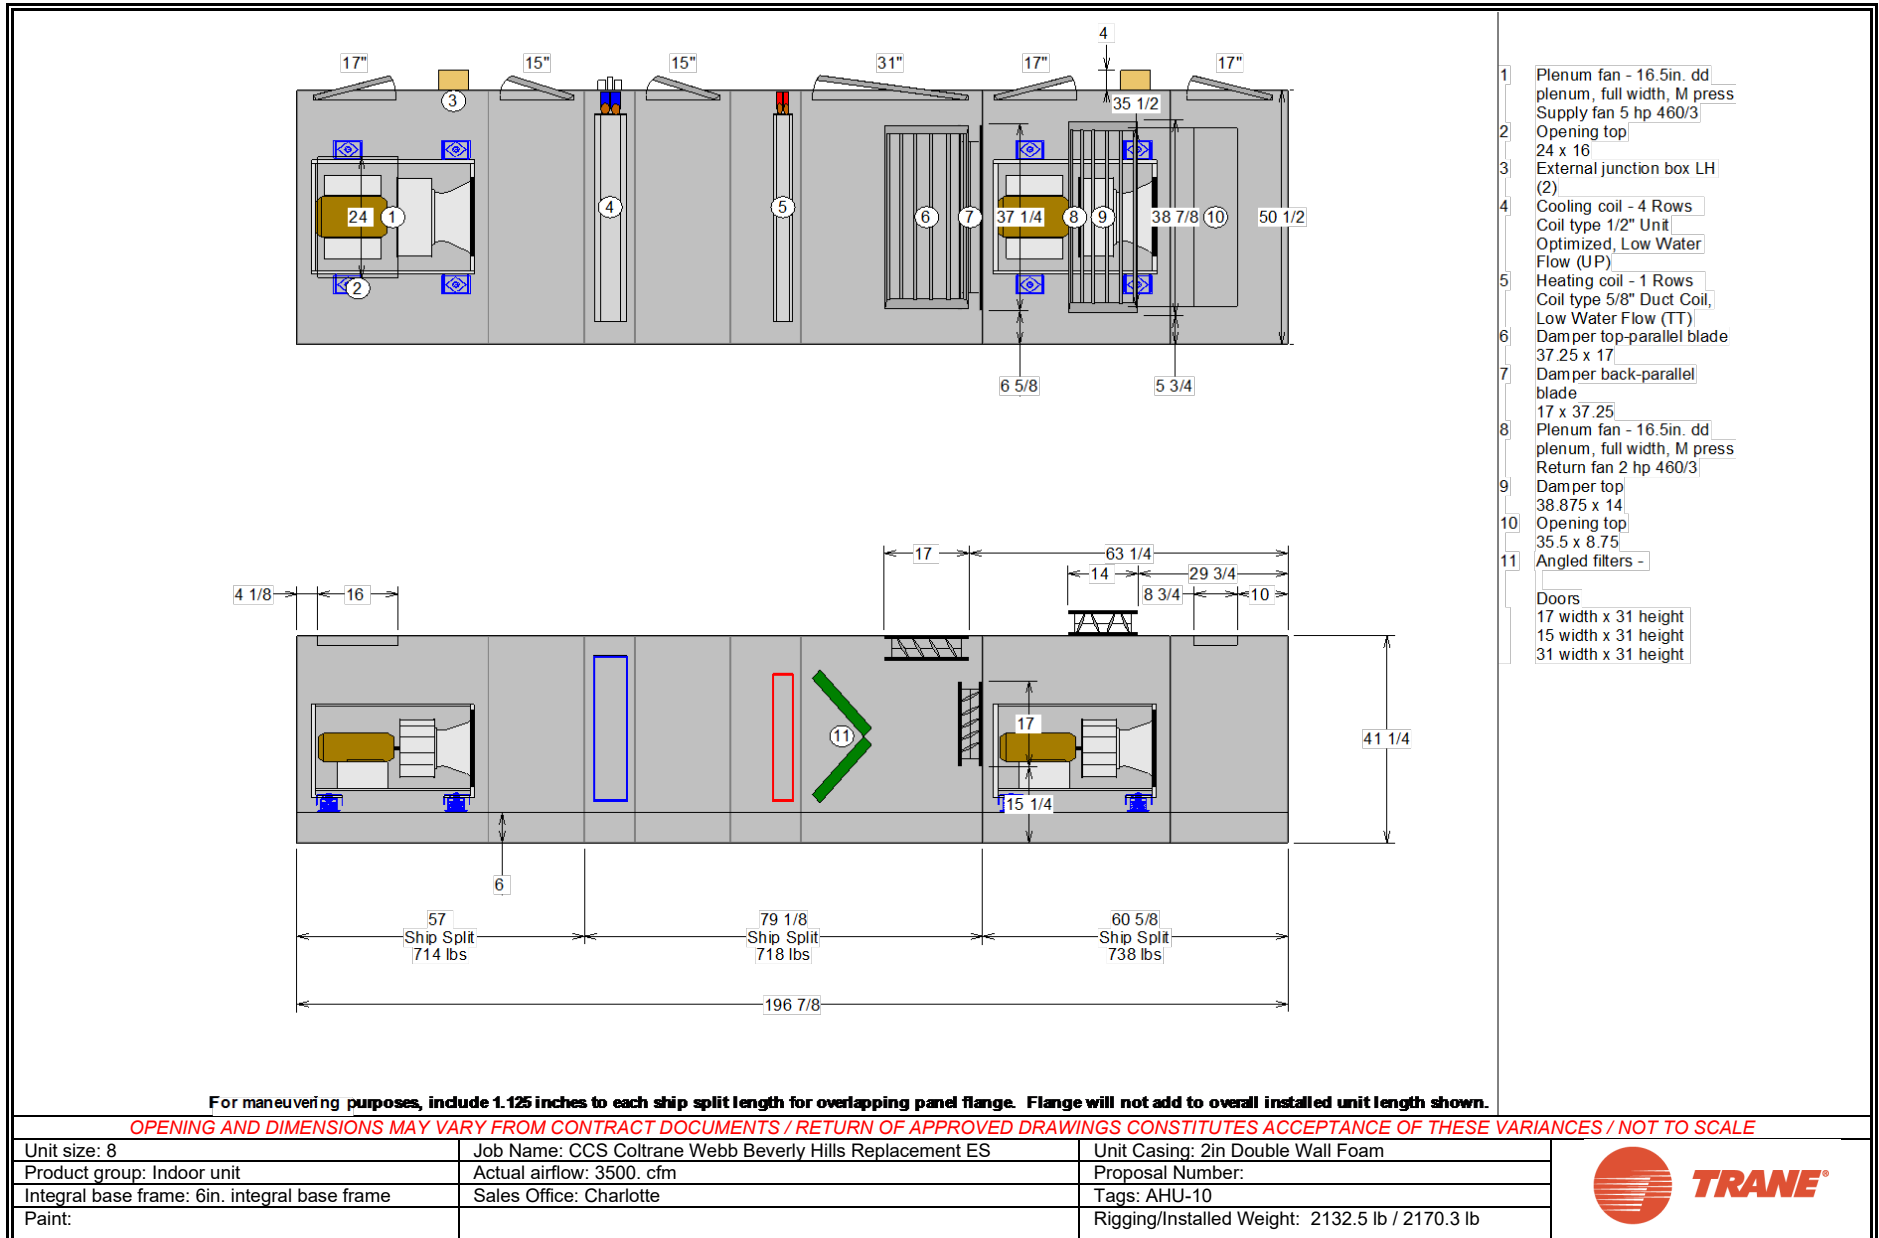 4
17"
15"
15"
31"
17"
17"
3
35 1/2
24
1
4
5
6
7
37 1/4
8
9
38 7/8
10
50 1/2
2
6 5/8
5 3/4
1 Plenum fan - 16.5in. dd
plenum, full width, M press
Supply fan 5 hp 460/3
2 Opening top
24 x 16
3 External junction box LH
(2)
4 Cooling coil - 4 Rows
Coil type 1/2" Unit
Optimized, Low Water
Flow (UP)
5 Heating coil - 1 Rows
Coil type 5/8" Duct Coil,
Low Water Flow (TT)
6 Damper top-parallel blade
37.25 x 17
7 Damper back-parallel
blade
17 x 37.25
8 Plenum fan - 16.5in. dd
plenum, full width, M press
Return fan 2 hp 460/3
9 Damper top
38.875 x 14
10 Opening top
35.5 x 8.75
11 Angled filters -
Doors
17 width x 31 height
15 width x 31 height
31 width x 31 height
17
63 1/4
14
29 3/4
4 1/8
16
8 3/4
10
17
11
41 1/4
15 1/4
6
57
Ship Split
714 lbs
79 1/8
Ship Split
718 lbs
60 5/8
Ship Split
738 lbs
196 7/8
For maneuvering purposes, include 1.125 inches to each ship split length for overlapping panel flange. Flange will not add to overall installed unit length shown.
OPENING AND DIMENSIONS MAY VARY FROM CONTRACT DOCUMENTS / RETURN OF APPROVED DRAWINGS CONSTITUTES ACCEPTANCE OF THESE VARIANCES / NOT TO SCALE
Unit size: 8
Job Name: CCS Coltrane Webb Beverly Hills Replacement ES
Unit Casing: 2in Double Wall Foam
Product group: Indoor unit
Actual airflow: 3500. cfm
Proposal Number:
Integral base frame: 6in. integral base frame
Sales Office: Charlotte
Tags: AHU-10
Paint:
Rigging/Installed Weight: 2132.5 lb / 2170.3 lb
TRANE®